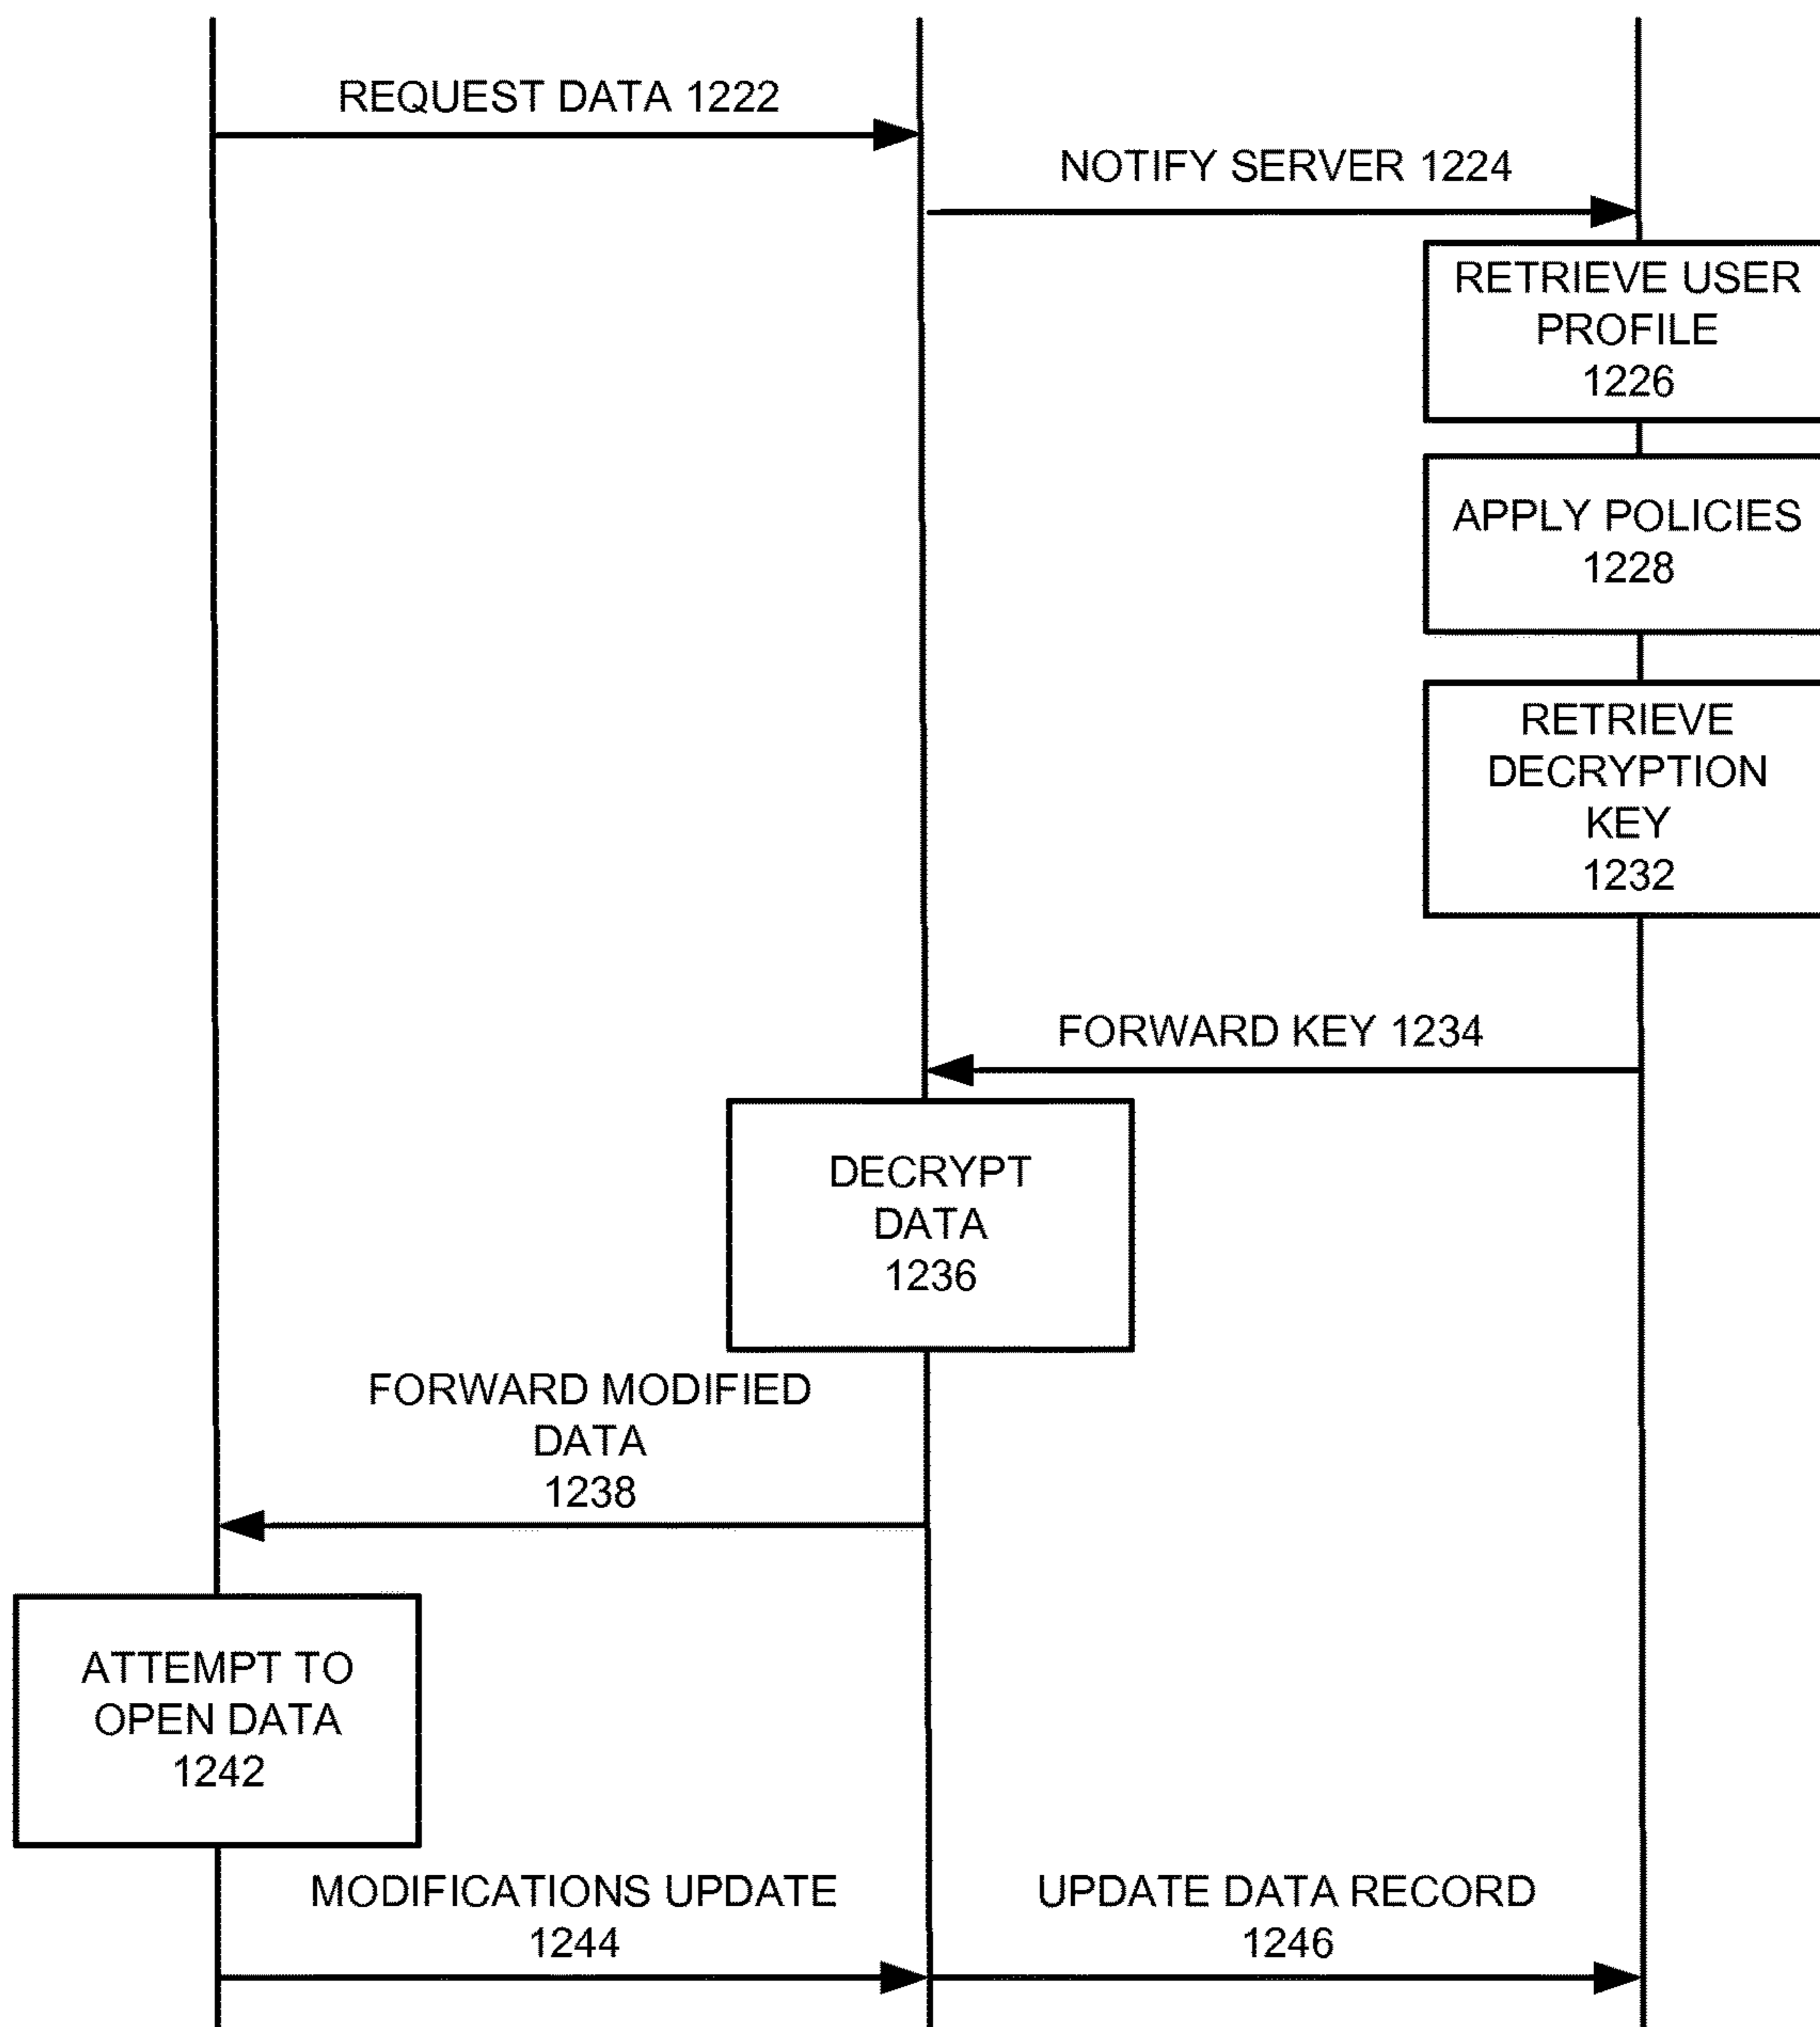 REQUEST DATA 1222
NOTIFY SERVER 1224
RETRIEVE USER
PROFILE
1226
APPLY POLICIES
1228
RETRIEVE
DECRYPTION
KEY
1232
FORWARD KEY 1234
DECRYPT
DATA
1236
FORWARD MODIFIED
DATA
1238
ATTEMPT TO
OPEN DATA
1242
MODIFICATIONS UPDATE
1244
UPDATE DATA RECORD
1246